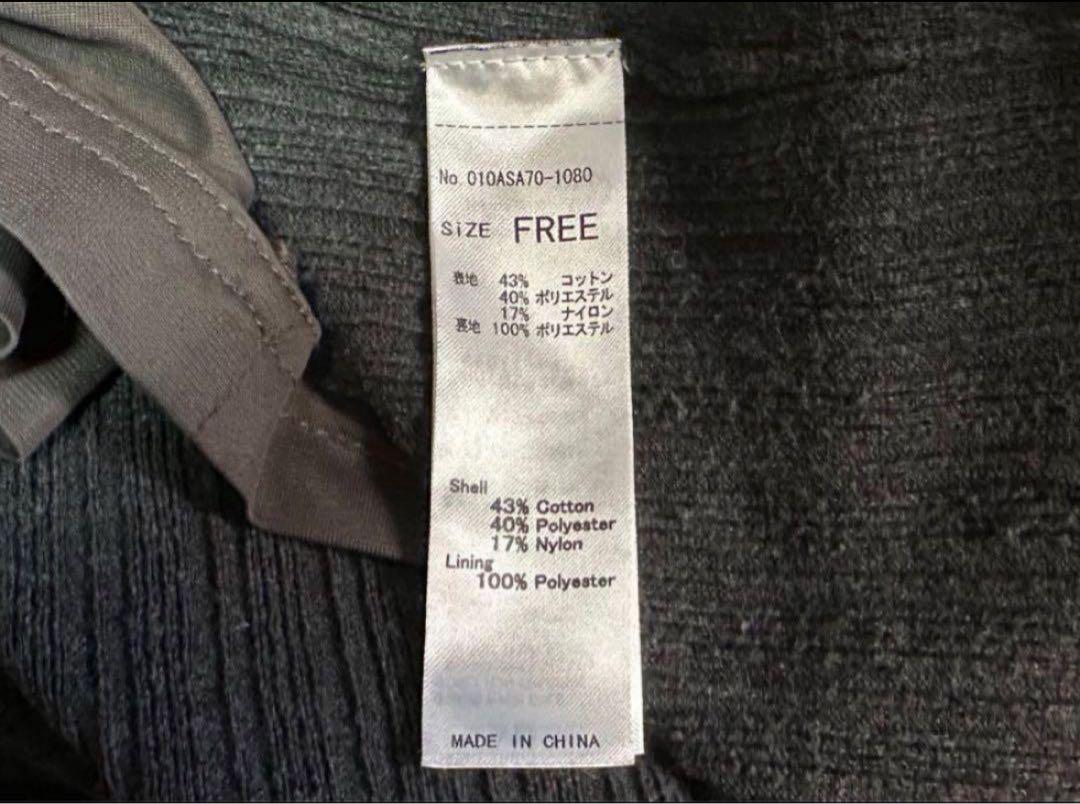 No. 010ASA70-1080
SiZE FREE
表地 43% コットン
40% ポリエステル
17% ナイロン
裏地 100% ポリエステル
Shell
43% Cotton
40% Polyester
17% Nylon
Lining
100% Polyester
MADE IN CHINA